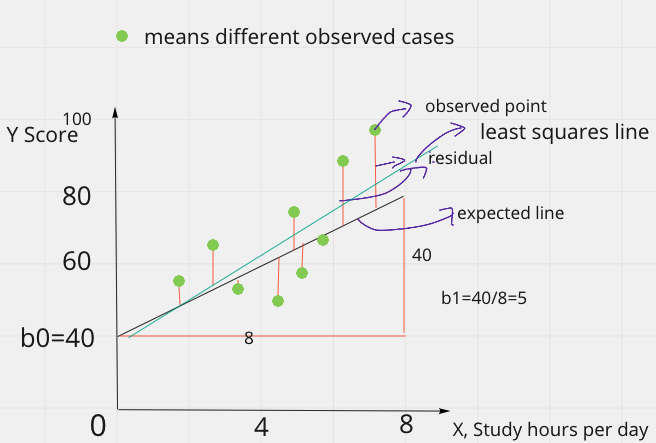 means different observed cases
100
Y Score
observed point
least squares line
residual
80
expected line
60
40
b1=40/8=5
b0=40
8
0
4
8
X, Study hours per day